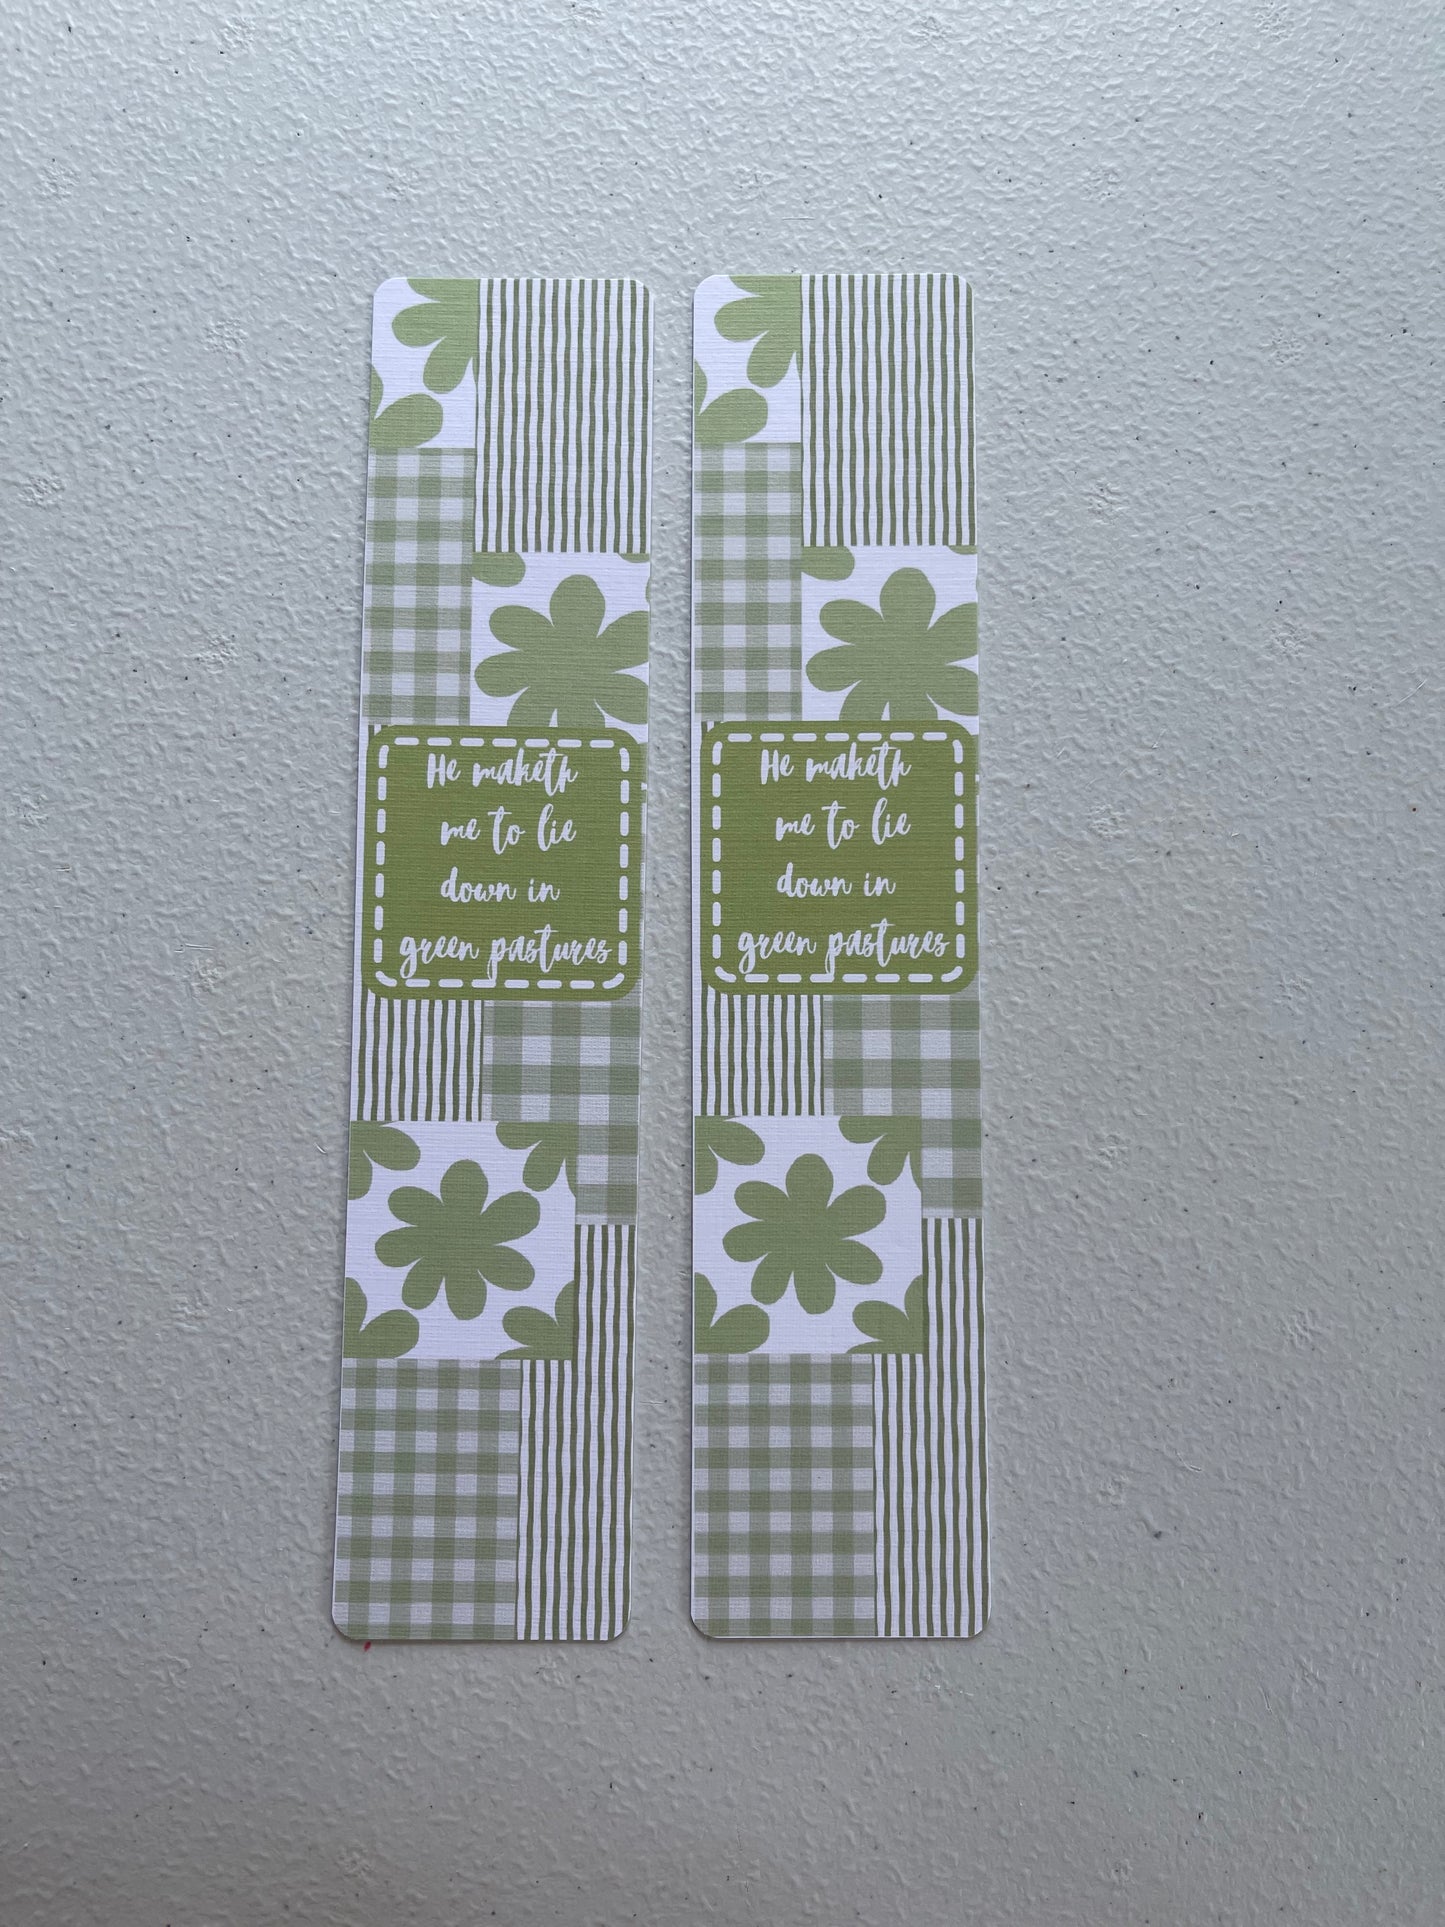 He maketh
me to lie
down in
green pastures
He maketh
me to lie
down in
green pastures